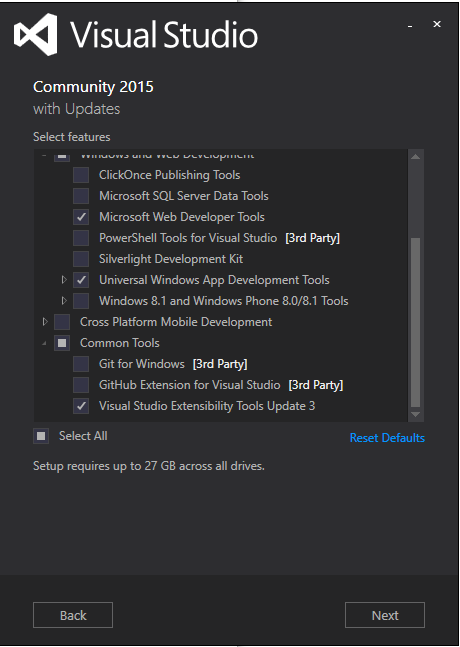 Visual Studio
Community 2015
with Updates
Select features
Windows and Web Development
ClickOnce Publishing Tools
Microsoft SQL Server Data Tools
Microsoft Web Developer Tools
PowerShell Tools for Visual Studio [3rd Party]
Silverlight Development Kit
Universal Windows App Development Tools
Windows 8.1 and Windows Phone 8.0/8.1 Tools
Cross Platform Mobile Development
Common Tools
Git for Windows [3rd Party]
GitHub Extension for Visual Studio [3rd Party]
Visual Studio Extensibility Tools Update 3
Select All
Reset Defaults
Setup requires up to 27 GB across all drives.
Back
Next